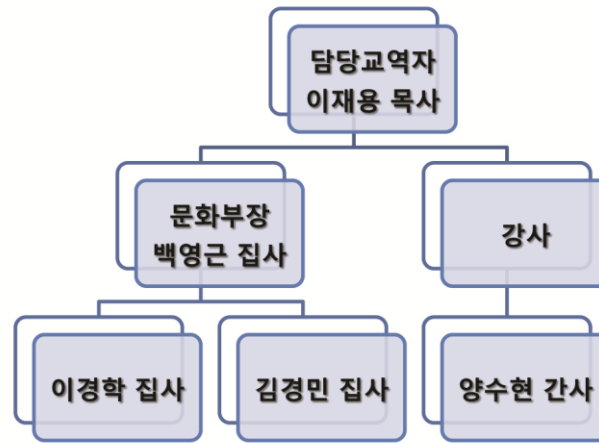 담당교역자
이재용 목사
문화부장
백영근 집사
강사
이경학 집사
김경민 집사
양수현 간사